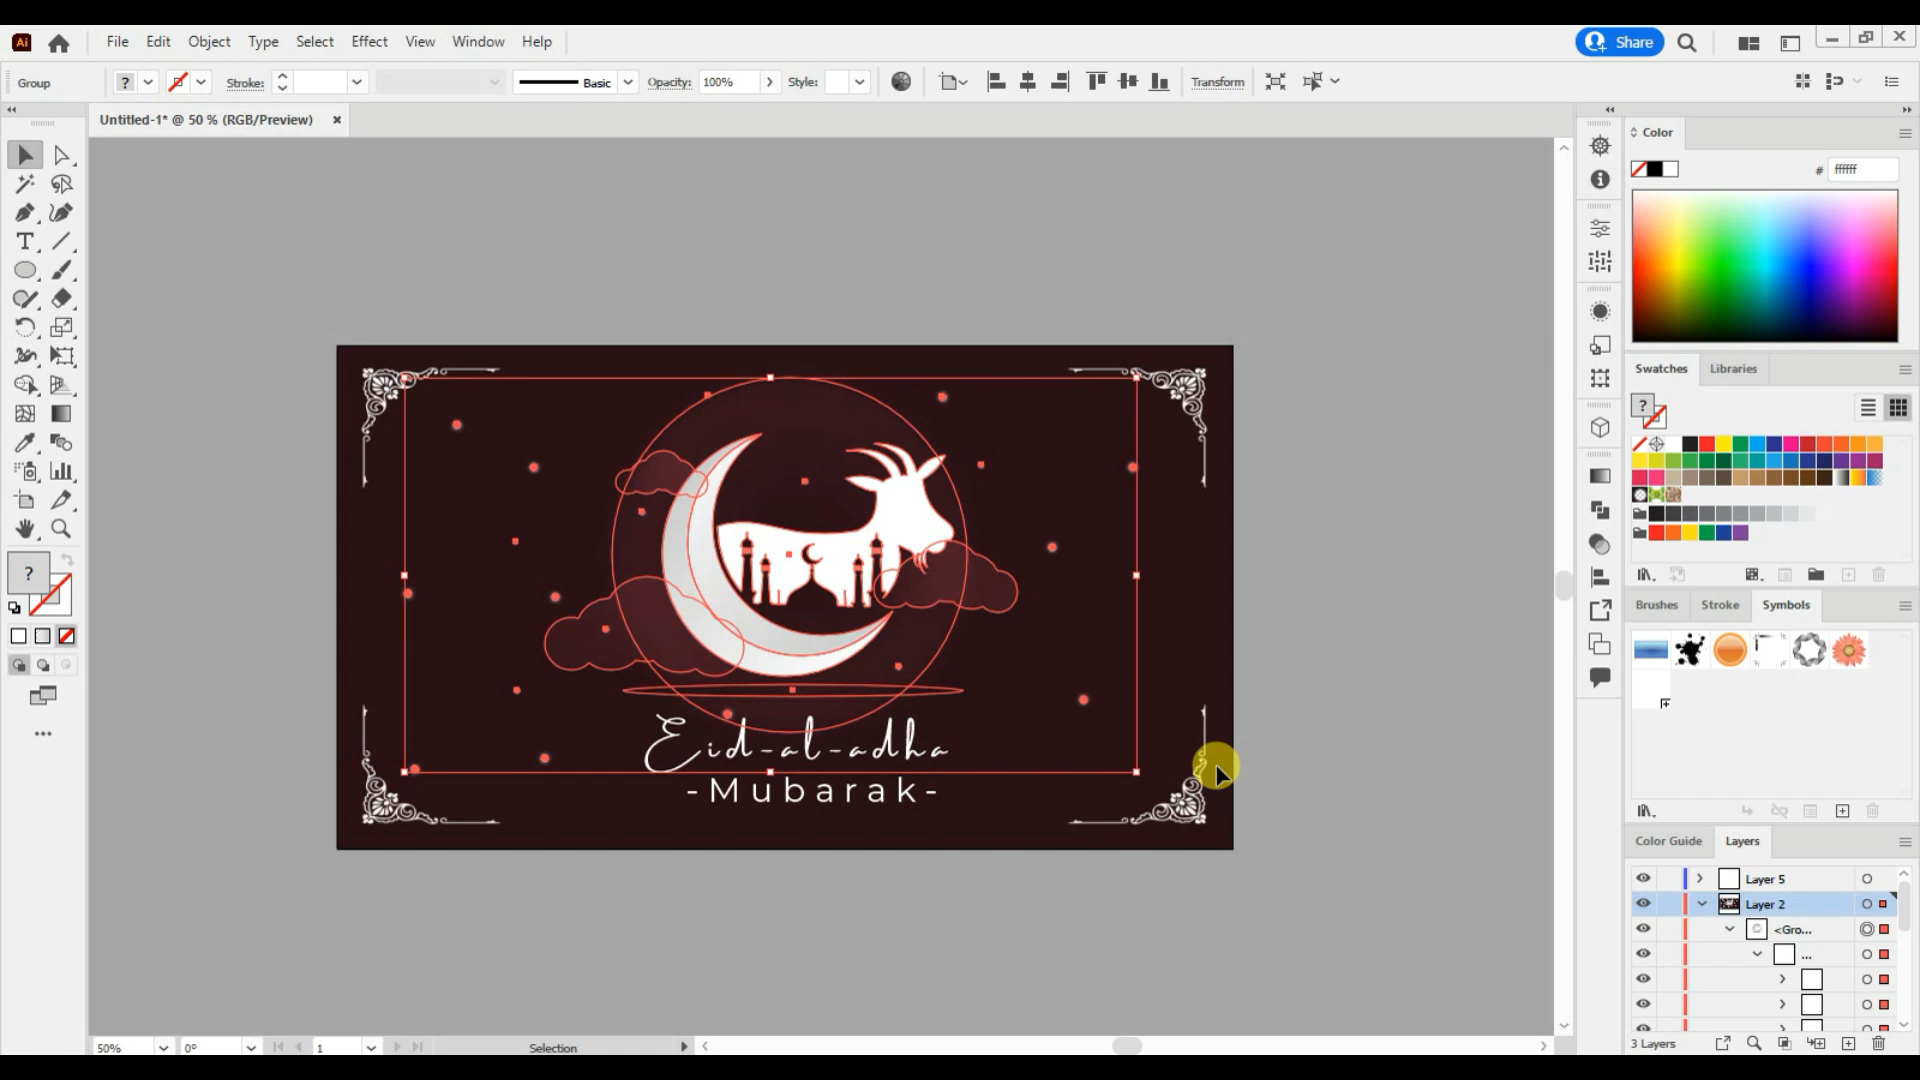 Ai File Edit Object Type Select Effect View Window Help Share
Group ? Stroke: Basic Opacity: 100% Style: Transform
Untitled-1* @ 50 % (RGB/Preview) ×
Color
# ffffff
Swatches Libraries
?
T
Eid-al-adha
-Mubarak-
?
Brushes Stroke Symbols
Color Guide Layers
Layer 5
Layer 2
<Gro...
...
3 Layers
50% 0° 1 Selection